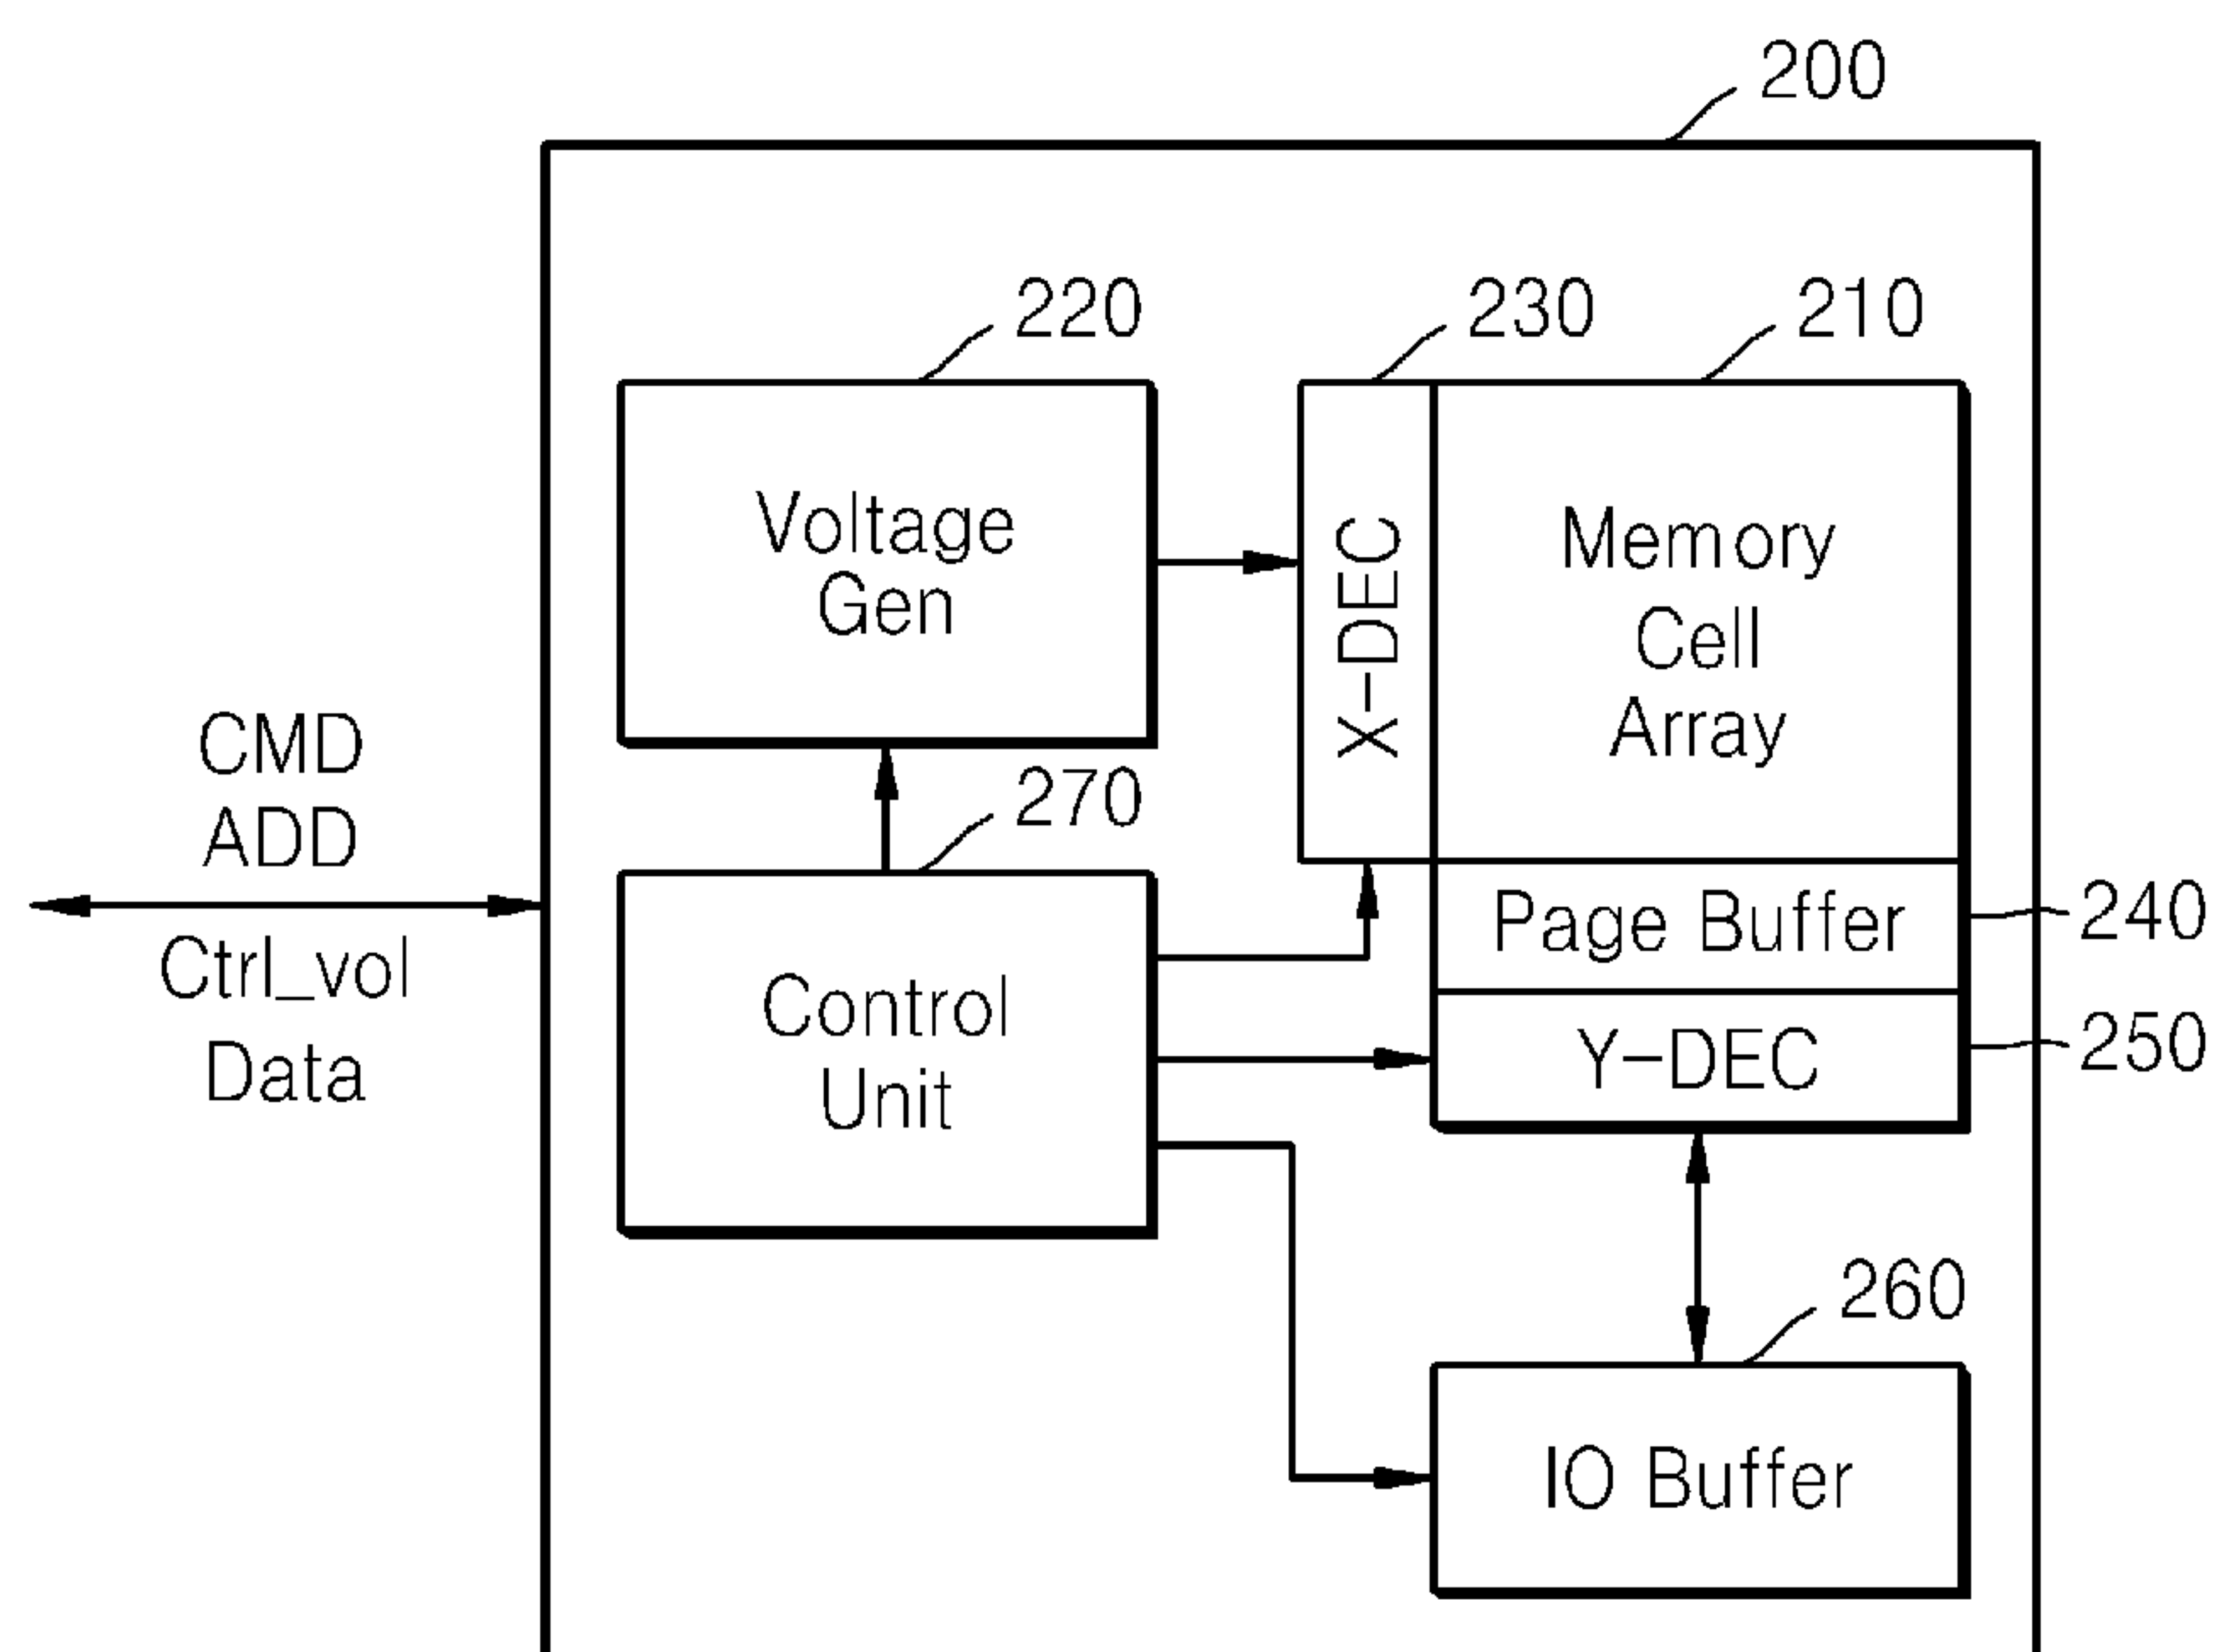 200
220
230
210
Voltage
Gen
X-DEC
Memory
Cell
Array
CMD
ADD
Ctrl_vol
Data
270
Control
Unit
Page Buffer
240
Y-DEC
250
260
IO Buffer